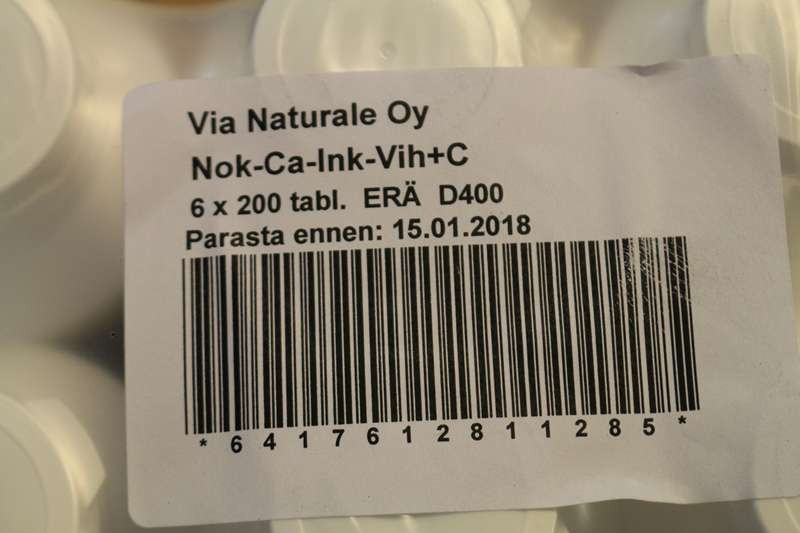 Via Naturale Oy
Nok-Ca-Ink-Vih+C
6 x 200 tabl. ERÄ D400
Parasta ennen: 15.01.2018
*6417612811285*